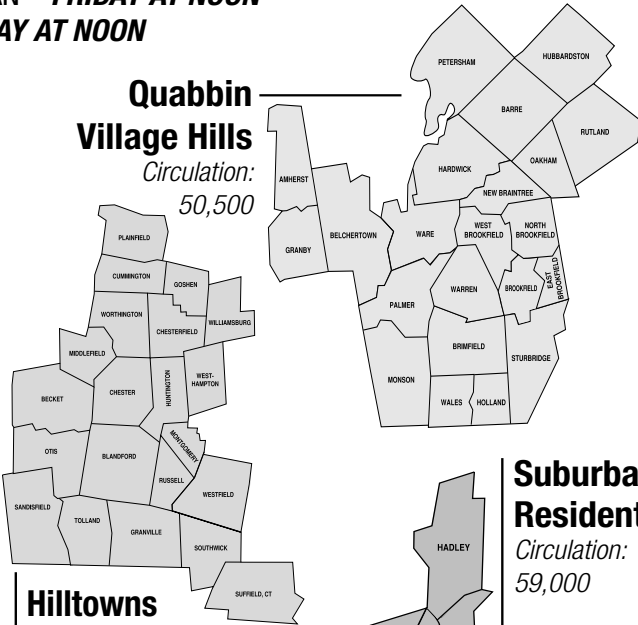 AN – FRIDAY AT NOON
AY AT NOON
Quabbin
Village Hills
Circulation:
50,500
PETERSHAM
HUBBARDSTON
BARRE
RUTLAND
HARDWICK
OAKHAM
NEW BRAINTREE
AMHERST
BELCHERTOWN
GRANBY
WARE
WEST
BROOKFIELD
NORTH
BROOKFIELD
PALMER
WARREN
BROOKFIELD
EAST
BROOKFIELD
BRIMFIELD
STURBRIDGE
MONSON
WALES
HOLLAND
PLAINFIELD
CUMMINGTON
GOSHEN
WORTHINGTON
CHESTERFIELD
WILLIAMSBURG
MIDDLEFIELD
BECKET
CHESTER
HUNTINGTON
WEST-
HAMPTON
OTIS
BLANDFORD
MONTGOMERY
RUSSELL
WESTFIELD
SANDISFIELD
TOLLAND
GRANVILLE
SOUTHWICK
SUFFIELD, CT
Hilltowns
Suburba
Resident
Circulation:
59,000
HADLEY